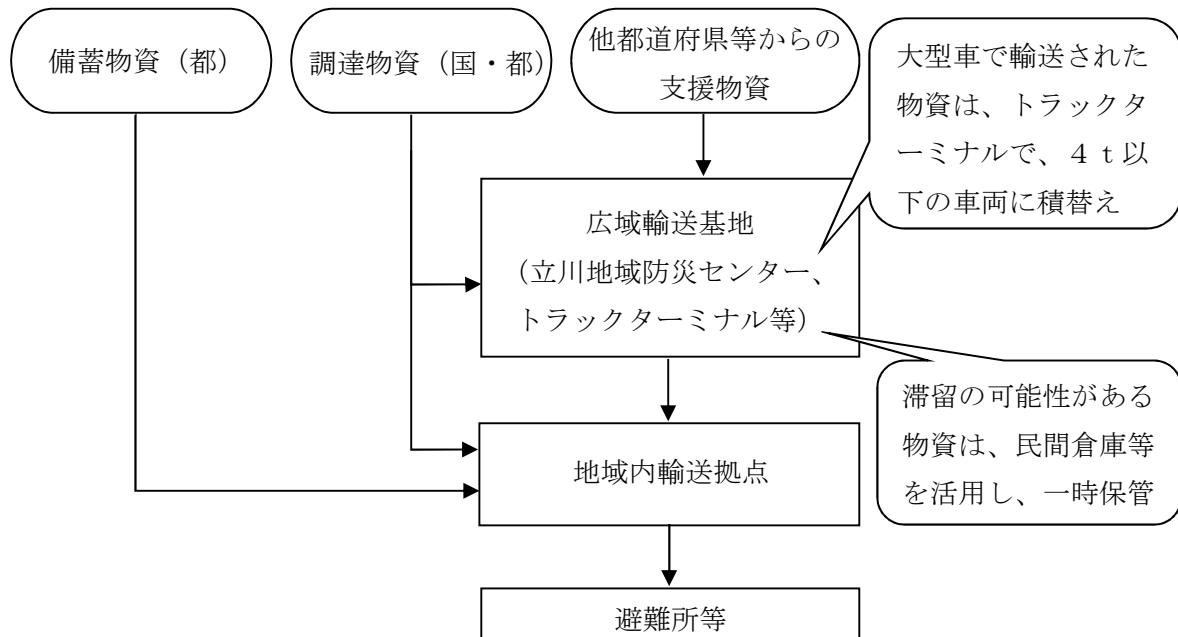 備蓄物資（都）
調達物資（国・都）
他都道府県等からの
支援物資
大型車で輸送された
物資は、トラックタ
ーミナルで、４ｔ以
下の車両に積替え
広域輸送基地
（立川地域防災センター、
トラックターミナル等）
滞留の可能性がある
物資は、民間倉庫等
を活用し、一時保管
地域内輸送拠点
避難所等